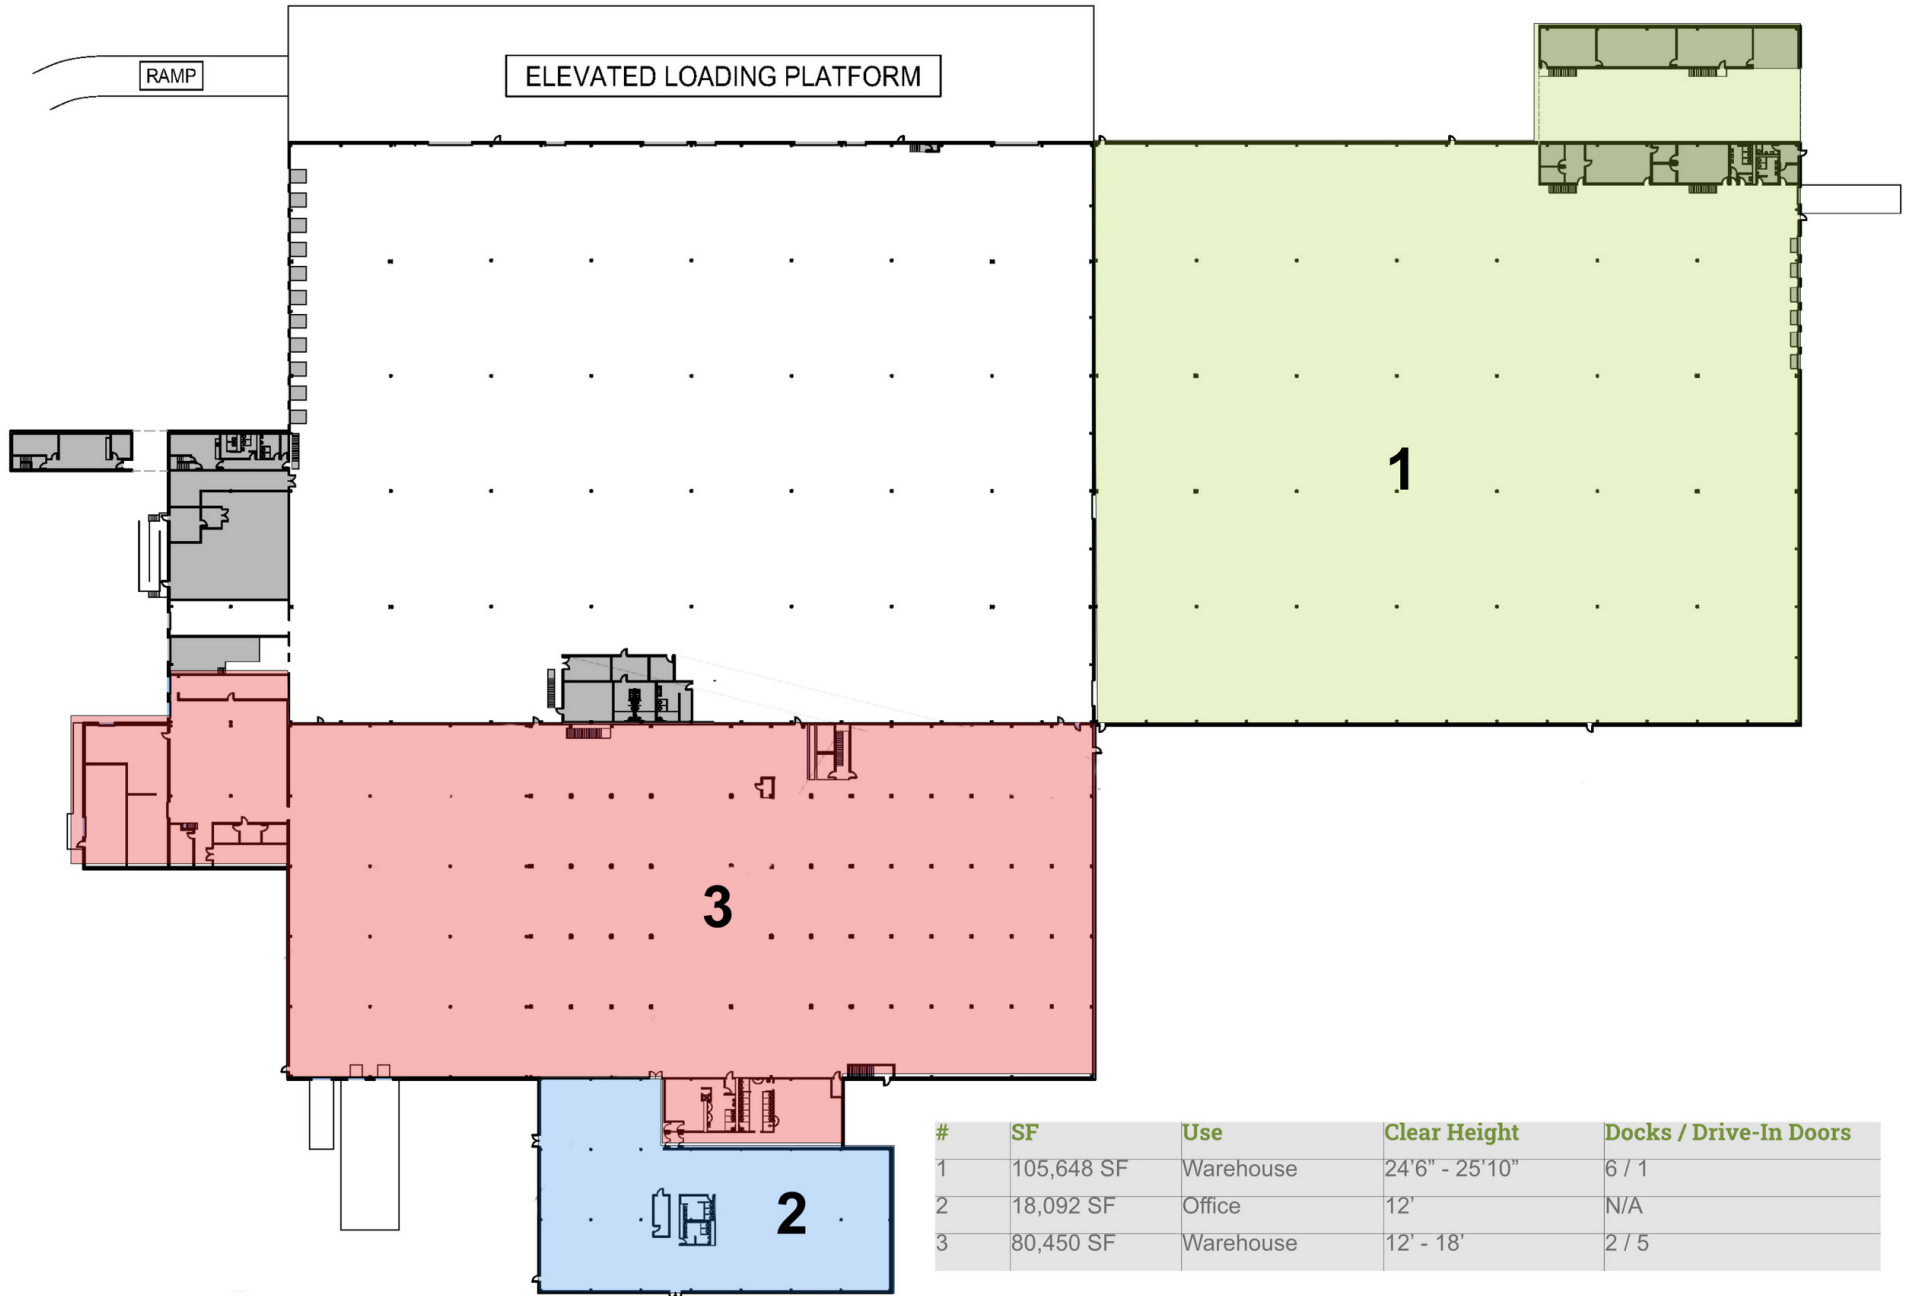 RAMP
ELEVATED LOADING PLATFORM
1
3
2
# SF Use Clear Height Docks / Drive-In Doors
1 105,648 SF Warehouse 24'6” - 25'10” 6 / 1
2 18,092 SF Office 12' N/A
3 80,450 SF Warehouse 12' - 18' 2 / 5